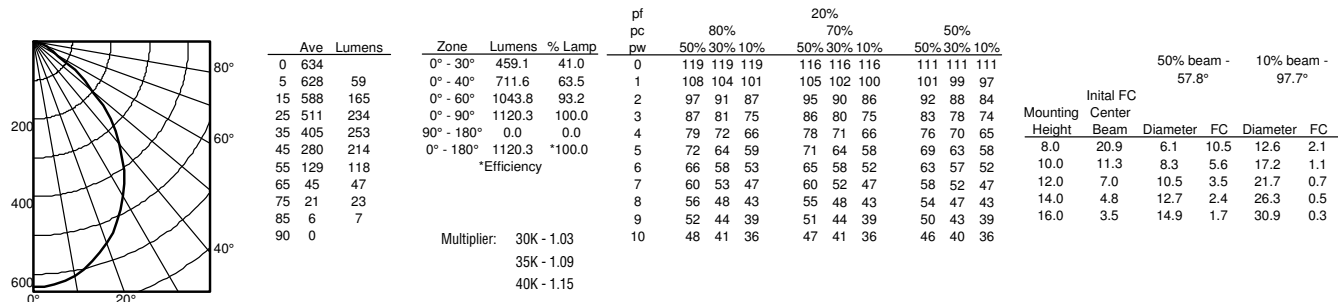 200
400
600
0°
20°
40°
60°
80°
Ave Lumens
0 634
5 628 59
15 588 165
25 511 234
35 405 253
45 280 214
55 129 118
65 45 47
75 21 23
85 6 7
90 0
Zone Lumens % Lamp
0° - 30° 459.1 41.0
0° - 40° 711.6 63.5
0° - 60° 1043.8 93.2
0° - 90° 1120.3 100.0
90° - 180° 0.0 0.0
0° - 180° 1120.3 *100.0
*Efficiency
Multiplier: 30K - 1.03
35K - 1.09
40K - 1.15
pf 20%
pc 80% 70% 50%
pw 50% 30% 10% 50% 30% 10% 50% 30% 10%
0 119 119 119 116 116 116 111 111 111
1 108 104 101 105 102 100 101 99 97
2 97 91 87 95 90 86 92 88 84
3 87 81 75 86 80 75 83 78 74
4 79 72 66 78 71 66 76 70 65
5 72 64 59 71 64 58 69 63 58
6 66 58 53 65 58 52 63 57 52
7 60 53 47 60 52 47 58 52 47
8 56 48 43 55 48 43 54 47 43
9 52 44 39 51 44 39 50 43 39
10 48 41 36 47 41 36 46 40 36
50% beam - 10% beam -
57.8° 97.7°
Inital FC
Mounting Center
Height Beam Diameter FC Diameter FC
8.0 20.9 6.1 10.5 12.6 2.1
10.0 11.3 8.3 5.6 17.2 1.1
12.0 7.0 10.5 3.5 21.7 0.7
14.0 4.8 12.7 2.4 26.3 0.5
16.0 3.5 14.9 1.7 30.9 0.3